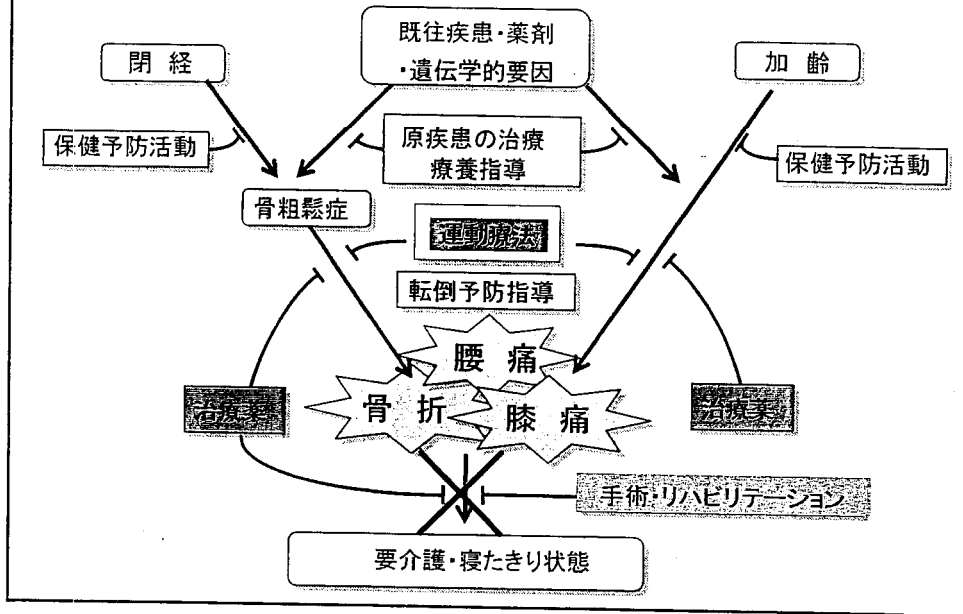 既往疾患・薬剤
・遺伝学的要因
閉経
加齢
保健予防活動
原疾患の治療
療養指導
保健予防活動
骨粗鬆症
運動療法
転倒予防指導
腰痛
骨折
膝痛
治療薬
治療薬
手術・リハビリテーション
要介護・寝たきり状態